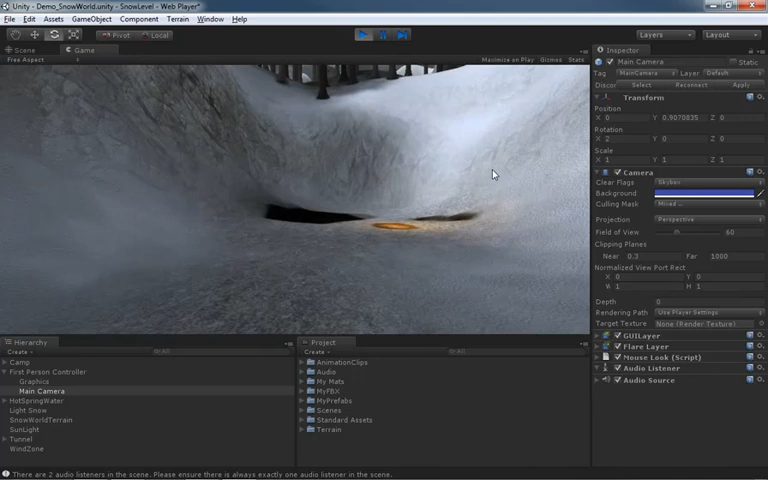 Unity - Demo_SnowWorld.unity - SnowLevel - Web Player*
File Edit Assets GameObject Component Terrain Window Help
Pivot Local Layers Layout
Scene Game
Free Aspect Maximize on Play Gizmos Stats
Inspector
Main Camera Static
Tag MainCamera Layer Default
Select Reconnect Apply
Transform
Position
X 0 Y 0.9070835 Z 0
Rotation
X 2 Y 0 Z 0
Scale
X 1 Y 1 Z 1
Camera
Clear Flags Skybox
Background
Culling Mask Mixed ...
Projection Perspective
Field of View 60
Clipping Planes
Near 0.3 Far 1000
Normalized View Port Rect
X 0 Y 0
W 1 H 1
Depth 0
Rendering Path Use Player Settings
Target Texture None (Render Texture)
GUILayer
Flare Layer
Mouse Look (Script)
Audio Listener
Audio Source
Hierarchy
Create All
Camp
First Person Controller
Graphics
Main Camera
HotSpringWater
Light Snow
SnowWorldTerrain
SunLight
Tunnel
WindZone
Project
Create All
AnimationClips
Audio
My Mats
MyFBX
MyPrefabs
Scenes
Standard Assets
Terrain
There are 2 audio listeners in the scene. Please ensure there is always exactly one audio listener in the scene.